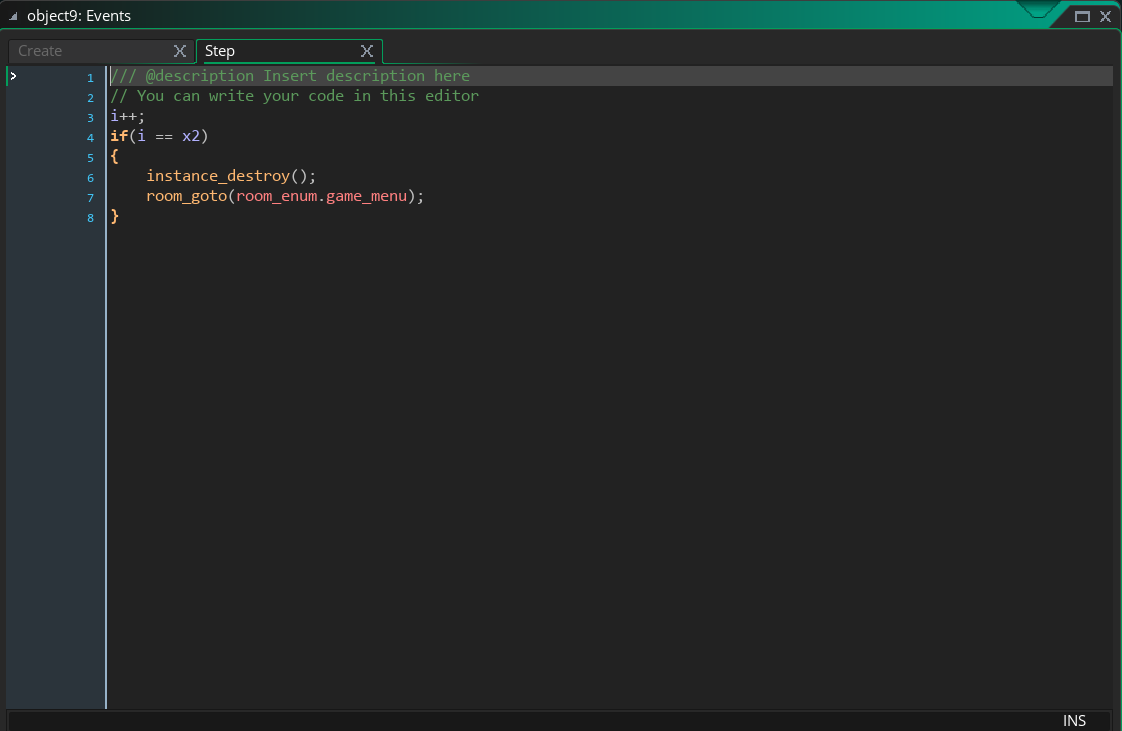 object9: Events
Create
Step
1 /// @description Insert description here
2 // You can write your code in this editor
3 i++;
4 if(i == x2)
5 {
6     instance_destroy();
7     room_goto(room_enum.game_menu);
8 }
INS